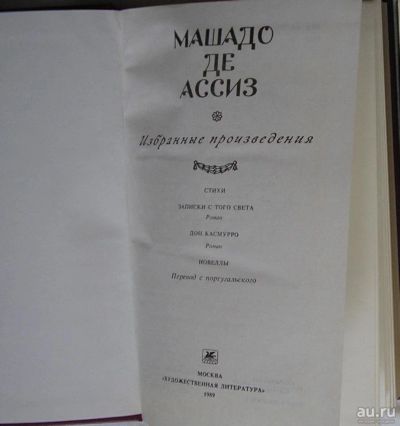 МАШАДО
ДЕ
АССИЗ
Избранные произведения
СТИХИ
ЗАПИСКИ С ТОГО СВЕТА
Роман
ДОН КАСМУРРО
Роман
НОВЕЛЛЫ
Перевод с португальского
МОСКВА
«ХУДОЖЕСТВЕННАЯ ЛИТЕРАТУРА»
1989
au.ru